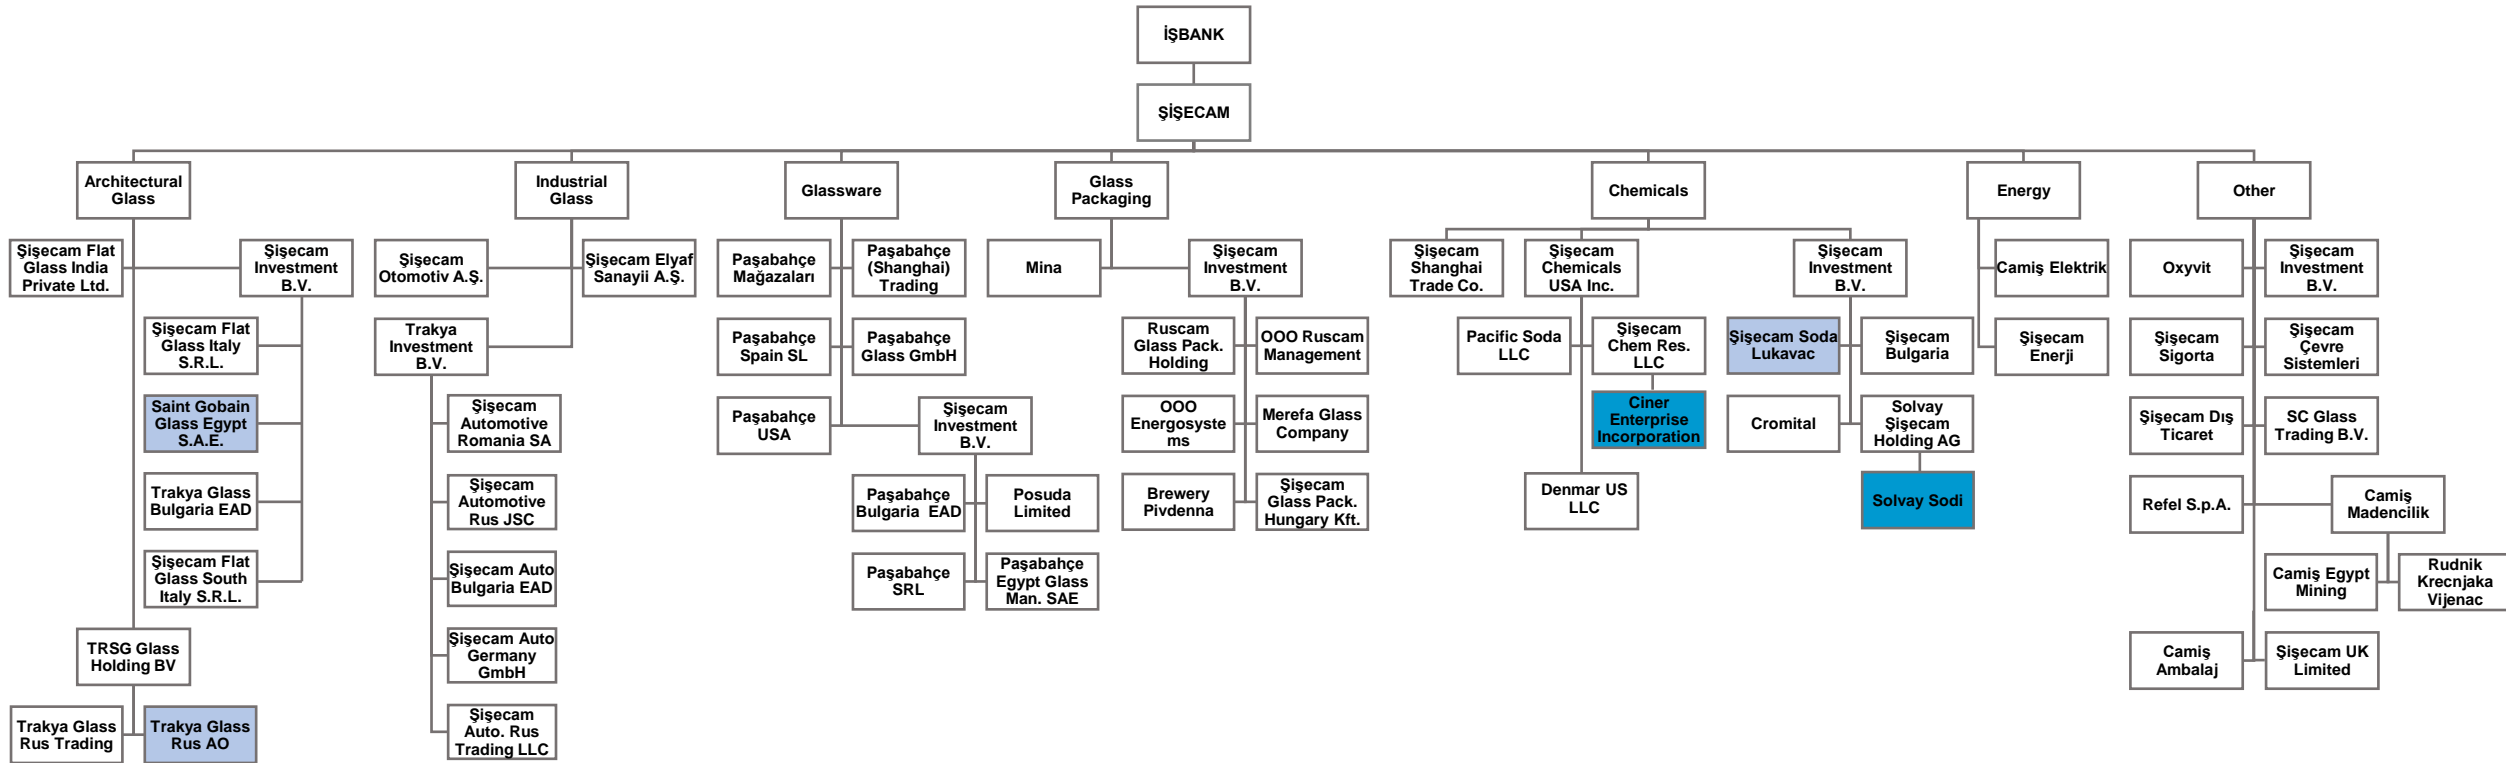 İŞBANK
ŞİŞECAM
Architectural
Glass
Industrial
Glass
Glassware
Glass
Packaging
Chemicals
Energy
Other
Şişecam Flat
Glass India
Private Ltd.
Şişecam
Investment
B.V.
Şişecam Flat
Glass Italy
S.R.L.
Saint Gobain
Glass Egypt
S.A.E.
Trakya Glass
Bulgaria EAD
Şişecam Flat
Glass South
Italy S.R.L.
TRSG Glass
Holding BV
Trakya Glass
Rus Trading
Trakya Glass
Rus AO
Şişecam
Otomotiv A.Ş.
Şişecam Elyaf
Sanayii A.Ş.
Trakya
Investment
B.V.
Şişecam
Automotive
Romania SA
Şişecam
Automotive
Rus JSC
Şişecam Auto
Bulgaria EAD
Şişecam Auto
Germany
GmbH
Şişecam
Auto. Rus
Trading LLC
Paşabahçe
Mağazaları
Paşabahçe
(Shanghai)
Trading
Paşabahçe
Spain SL
Paşabahçe
Glass GmbH
Paşabahçe
USA
Şişecam
Investment
B.V.
Paşabahçe
Bulgaria EAD
Posuda
Limited
Paşabahçe
SRL
Paşabahçe
Egypt Glass
Man. SAE
Mina
Şişecam
Investment
B.V.
Ruscam
Glass Pack.
Holding
OOO Ruscam
Management
OOO
Energosyste
ms
Merefa Glass
Company
Brewery
Pivdenna
Şişecam
Glass Pack.
Hungary Kft.
Şişecam
Shanghai
Trade Co.
Şişecam
Chemicals
USA Inc.
Şişecam
Investment
B.V.
Pacific Soda
LLC
Şişecam
Chem Res.
LLC
Ciner
Enterprise
Incorporation
Denmar US
LLC
Şişecam Soda
Lukavac
Şişecam
Bulgaria
Cromital
Solvay
Şişecam
Holding AG
Solvay Sodi
Camiş Elektrik
Şişecam
Enerji
Oxyvit
Şişecam
Investment
B.V.
Şişecam
Sigorta
Şişecam
Çevre
Sistemleri
Şişecam Dış
Ticaret
SC Glass
Trading B.V.
Refel S.p.A.
Camiş
Madencilik
Camiş Egypt
Mining
Rudnik
Krecnjaka
Vijenac
Camiş
Ambalaj
Şişecam UK
Limited